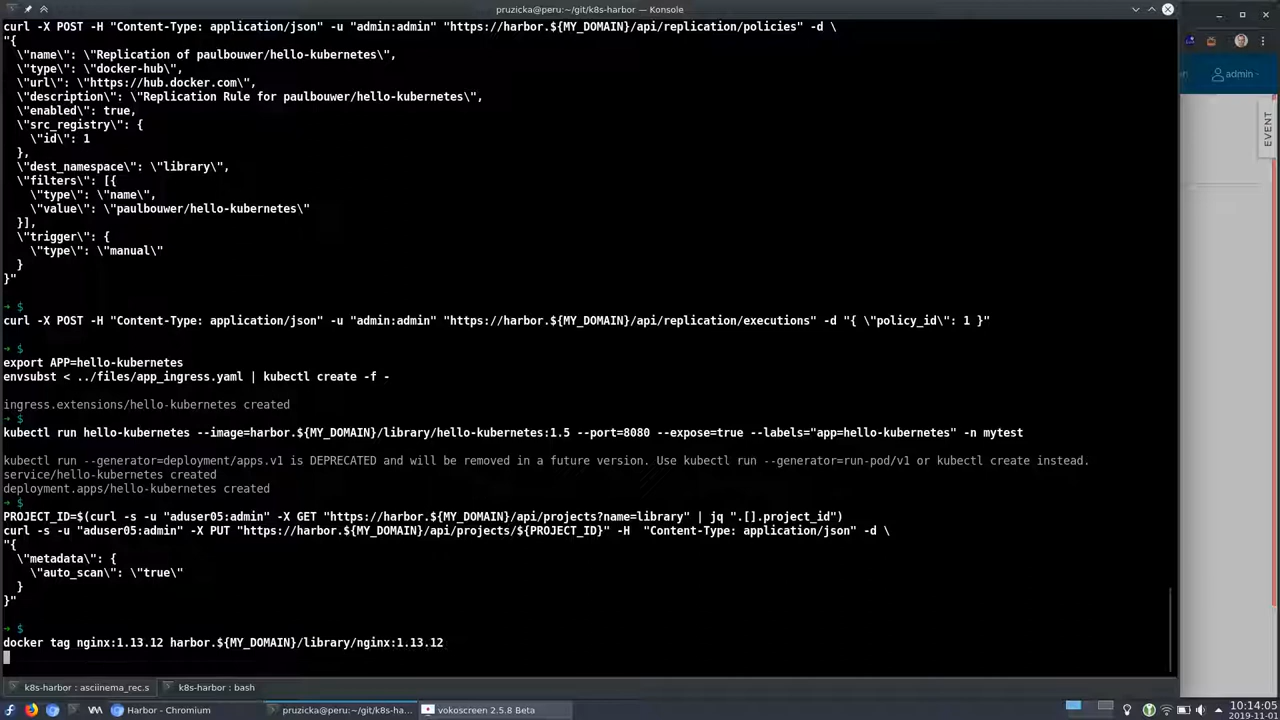 pruzicka@peru:~/git/k8s-harbor — Konsole
curl -X POST -H "Content-Type: application/json" -u "admin:admin" "https://harbor.${MY_DOMAIN}/api/replication/policies" -d \
"{
  \"name\": \"Replication of paulbouwer/hello-kubernetes\",
  \"type\": \"docker-hub\",
  \"url\": \"https://hub.docker.com\",
  \"description\": \"Replication Rule for paulbouwer/hello-kubernetes\",
  \"enabled\": true,
  \"src_registry\": {
    \"id\": 1
  },
  \"dest_namespace\": \"library\",
  \"filters\": [{
    \"type\": \"name\",
    \"value\": \"paulbouwer/hello-kubernetes\"
  }],
  \"trigger\": {
    \"type\": \"manual\"
  }
}"
➜ $
curl -X POST -H "Content-Type: application/json" -u "admin:admin" "https://harbor.${MY_DOMAIN}/api/replication/executions" -d "{ \"policy_id\": 1 }"
➜ $
export APP=hello-kubernetes
envsubst < ../files/app_ingress.yaml | kubectl create -f -
ingress.extensions/hello-kubernetes created
➜ $
kubectl run hello-kubernetes --image=harbor.${MY_DOMAIN}/library/hello-kubernetes:1.5 --port=8080 --expose=true --labels="app=hello-kubernetes" -n mytest
kubectl run --generator=deployment/apps.v1 is DEPRECATED and will be removed in a future version. Use kubectl run --generator=run-pod/v1 or kubectl create instead.
service/hello-kubernetes created
deployment.apps/hello-kubernetes created
➜ $
PROJECT_ID=$(curl -s -u "aduser05:admin" -X GET "https://harbor.${MY_DOMAIN}/api/projects?name=library" | jq ".[].project_id")
curl -s -u "aduser05:admin" -X PUT "https://harbor.${MY_DOMAIN}/api/projects/${PROJECT_ID}" -H  "Content-Type: application/json" -d \
"{
  \"metadata\": {
    \"auto_scan\": \"true\"
  }
}"
➜ $
docker tag nginx:1.13.12 harbor.${MY_DOMAIN}/library/nginx:1.13.12
admin
EVENT
k8s-harbor : asciinema_rec.s
k8s-harbor : bash
Harbor - Chromium
pruzicka@peru:~/git/k8s-ha...
vokoscreen 2.5.8 Beta
10:14:05
2019-11-01